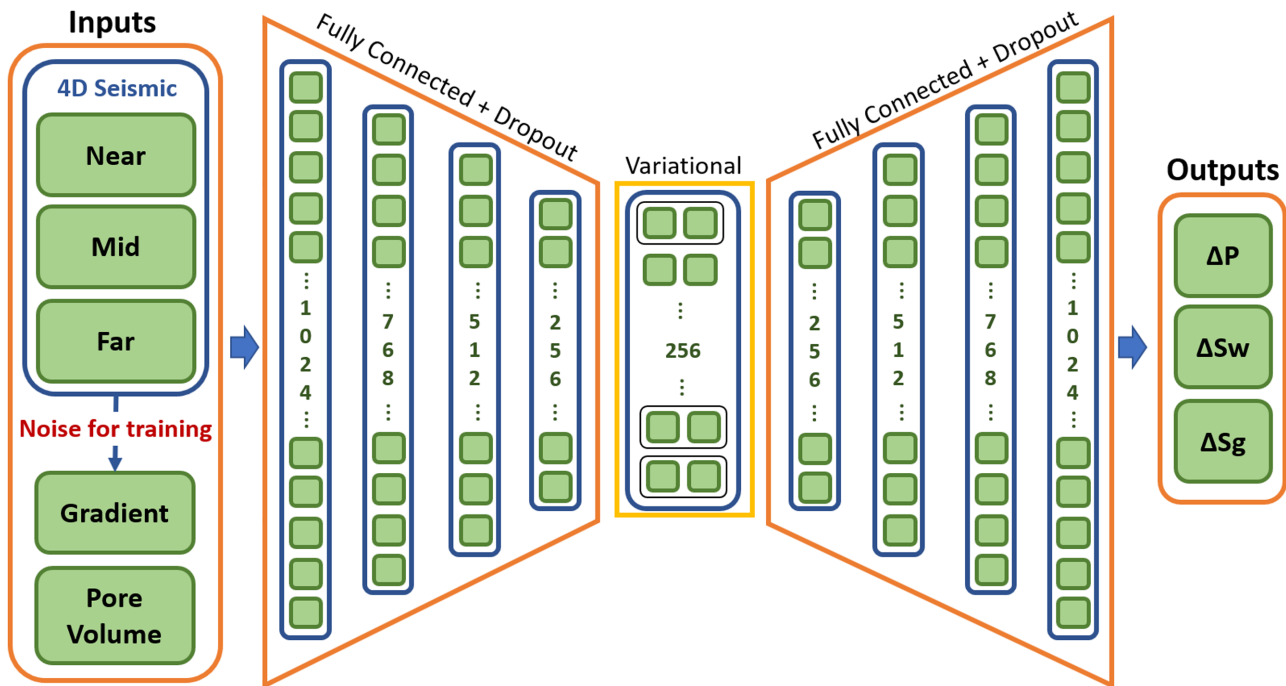 Inputs
4D Seismic
Near
Mid
Far
Noise for training
Gradient
Pore
Volume
Fully Connected + Dropout
⋮
1
0
2
4
⋮
⋮
7
6
8
⋮
⋮
5
1
2
⋮
⋮
2
5
6
⋮
Variational
⋮
256
⋮
Fully Connected + Dropout
⋮
2
5
6
⋮
⋮
5
1
2
⋮
⋮
7
6
8
⋮
⋮
1
0
2
4
⋮
Outputs
ΔP
ΔSw
ΔSg